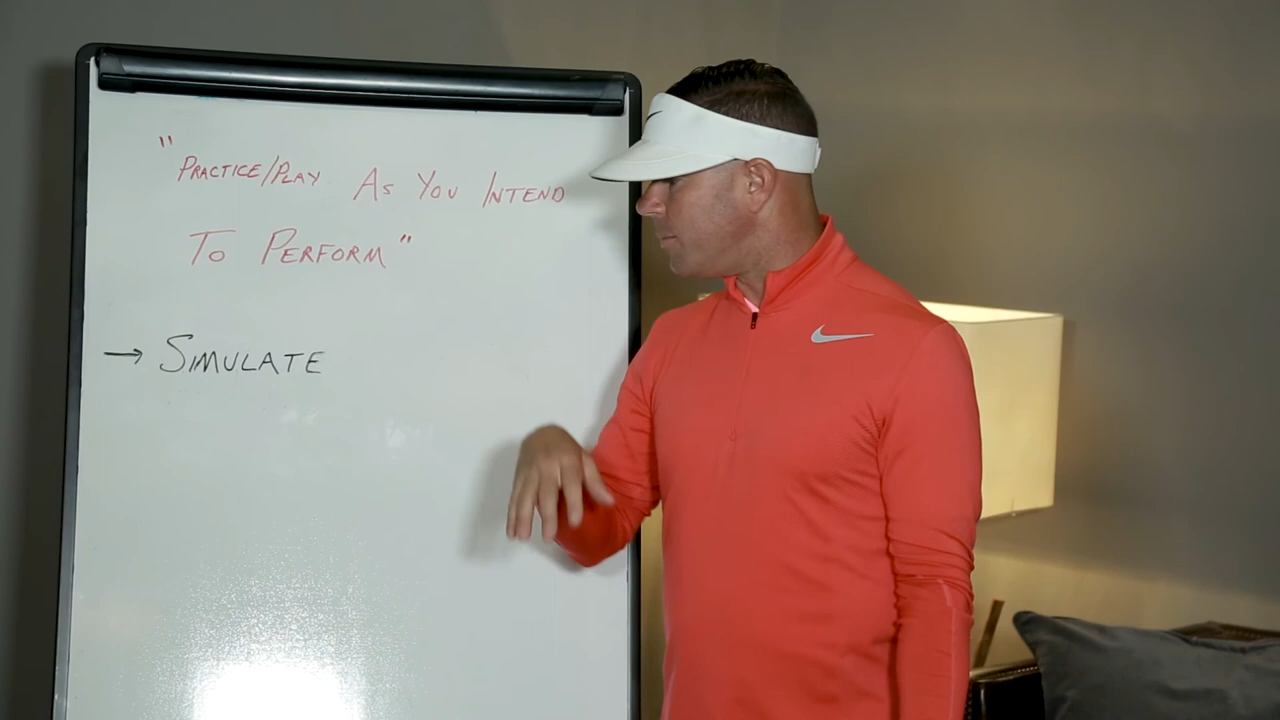 "PRACTICE/PLAY AS YOU INTEND
TO PERFORM"
→ SIMULATE